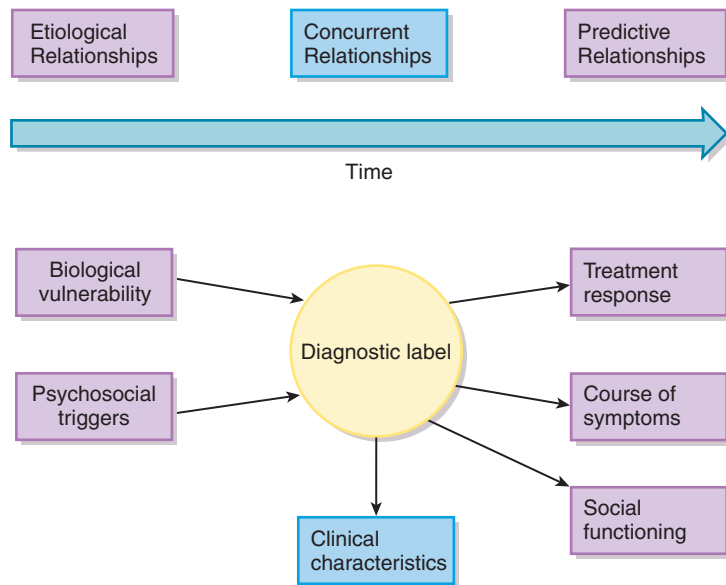 Etiological
Relationships
Concurrent
Relationships
Predictive
Relationships
Time
Biological
vulnerability
Psychosocial
triggers
Diagnostic label
Clinical
characteristics
Treatment
response
Course of
symptoms
Social
functioning